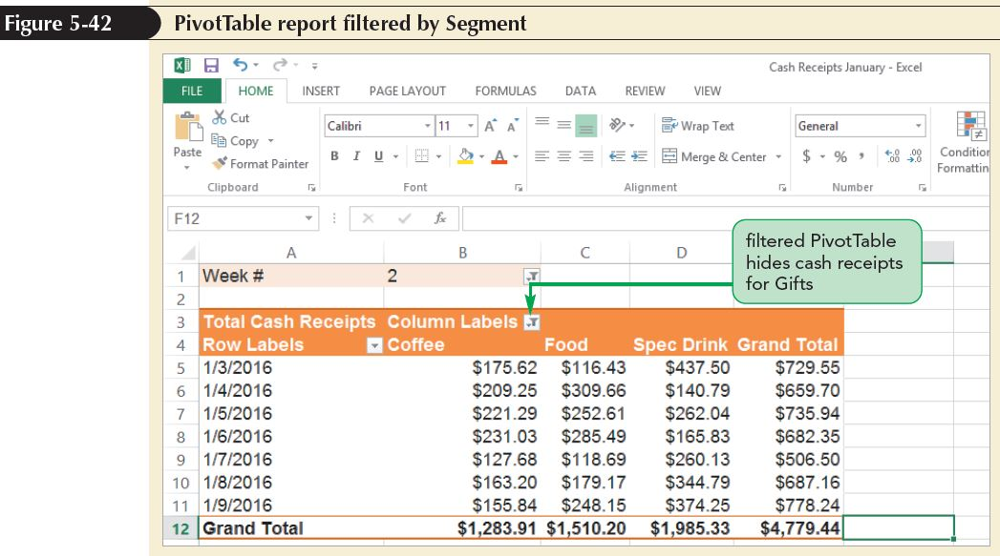 Figure 5-42 PivotTable report filtered by Segment
Cash Receipts January - Excel
FILE HOME INSERT PAGE LAYOUT FORMULAS DATA REVIEW VIEW
Paste
Cut
Copy
Format Painter
Clipboard
Calibri 11
B I U
Font
Wrap Text
Merge & Center
Alignment
General
$ % ,
Number
Condition
Formattin
F12
filtered PivotTable
hides cash receipts
for Gifts
A B C D
1 Week # 2
2
3 Total Cash Receipts Column Labels
4 Row Labels Coffee Food Spec Drink Grand Total
5 1/3/2016 $175.62 $116.43 $437.50 $729.55
6 1/4/2016 $209.25 $309.66 $140.79 $659.70
7 1/5/2016 $221.29 $252.61 $262.04 $735.94
8 1/6/2016 $231.03 $285.49 $165.83 $682.35
9 1/7/2016 $127.68 $118.69 $260.13 $506.50
10 1/8/2016 $163.20 $179.17 $344.79 $687.16
11 1/9/2016 $155.84 $248.15 $374.25 $778.24
12 Grand Total $1,283.91 $1,510.20 $1,985.33 $4,779.44